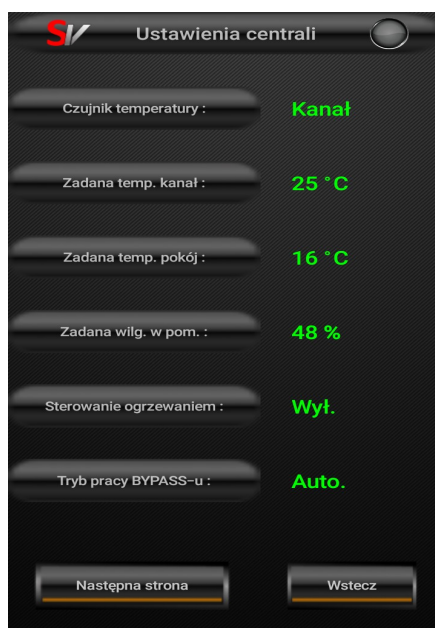 SV Ustawienia centrali
Czujnik temperatury : Kanał
Zadana temp. kanał : 25 °C
Zadana temp. pokój : 16 °C
Zadana wilg. w pom. : 48 %
Sterowanie ogrzewaniem : Wył.
Tryb pracy BYPASS-u : Auto.
Następna strona Wstecz